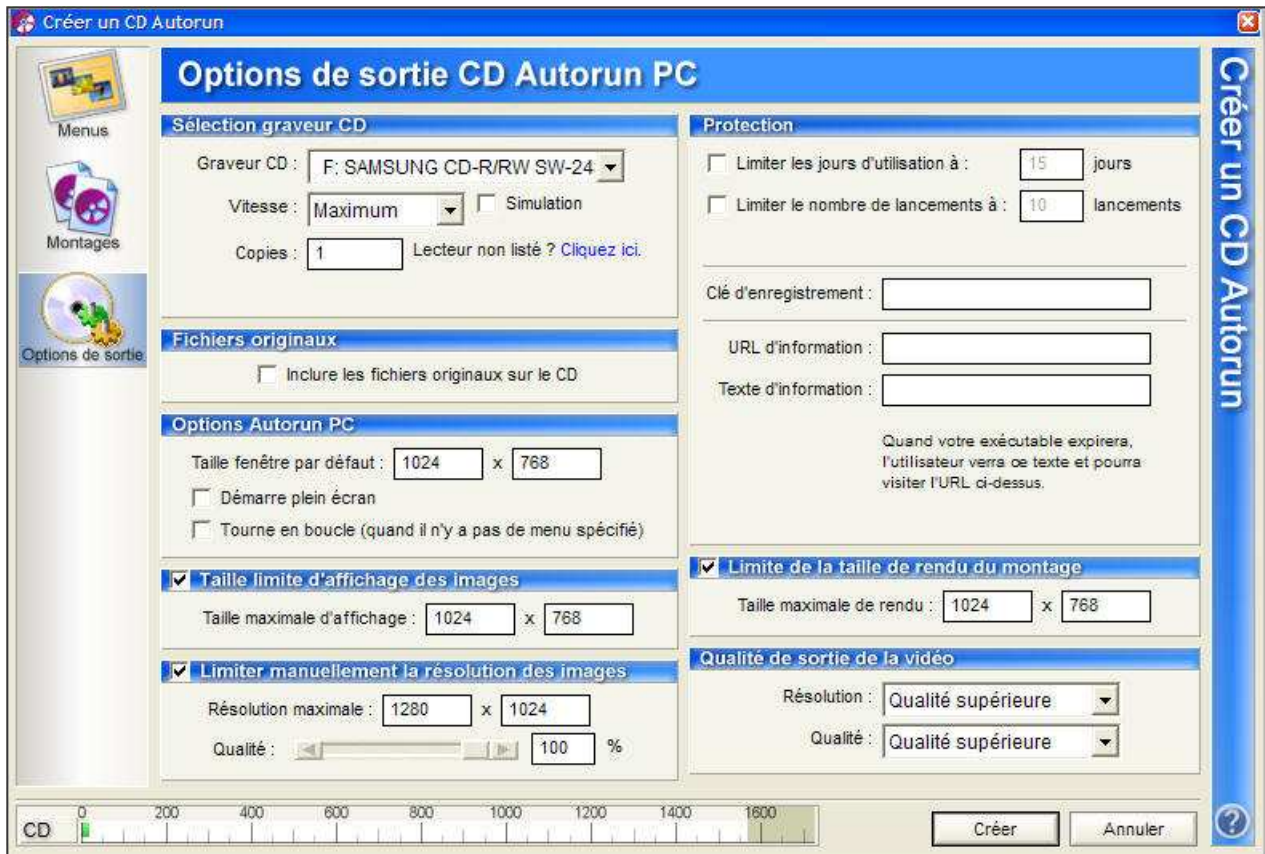 Créer un CD Autorun
Menus
Montages
Options de sortie
Options de sortie CD Autorun PC
Sélection graveur CD
Graveur CD : F: SAMSUNG CD-R/RW SW-24
Vitesse : Maximum Simulation
Copies : 1 Lecteur non listé ? Cliquez ici.
Fichiers originaux
Inclure les fichiers originaux sur le CD
Options Autorun PC
Taille fenêtre par défaut : 1024 x 768
Démarre plein écran
Tourne en boucle (quand il n'y a pas de menu spécifié)
Taille limite d'affichage des images
Taille maximale d'affichage : 1024 x 768
Limiter manuellement la résolution des images
Résolution maximale : 1280 x 1024
Qualité : 100 %
Protection
Limiter les jours d'utilisation à : 15 jours
Limiter le nombre de lancements à : 10 lancements
Clé d'enregistrement :
URL d'information :
Texte d'information :
Quand votre exécutable expirera,
l'utilisateur verra ce texte et pourra
visiter l'URL ci-dessus.
Limite de la taille de rendu du montage
Taille maximale de rendu : 1024 x 768
Qualité de sortie de la vidéo
Résolution : Qualité supérieure
Qualité : Qualité supérieure
Créer un CD Autorun
CD 0 200 400 600 800 1000 1200 1400 1600
Créer Annuler ?